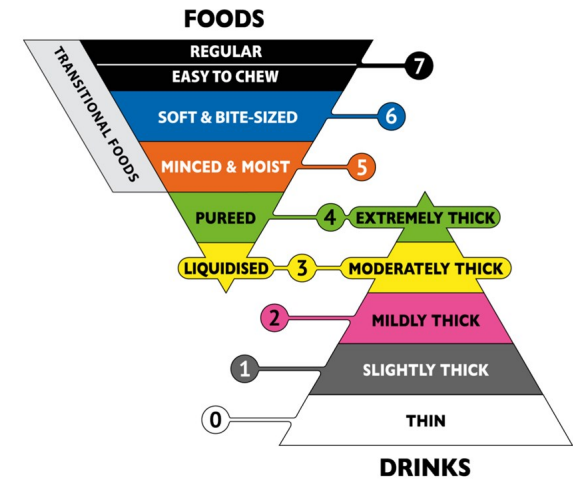 FOODS
REGULAR
EASY TO CHEW
7
TRANSITIONAL FOODS
SOFT & BITE-SIZED
6
MINCED & MOIST
5
PUREED
4
EXTREMELY THICK
LIQUIDISED
3
MODERATELY THICK
2
MILDLY THICK
1
SLIGHTLY THICK
0
THIN
DRINKS